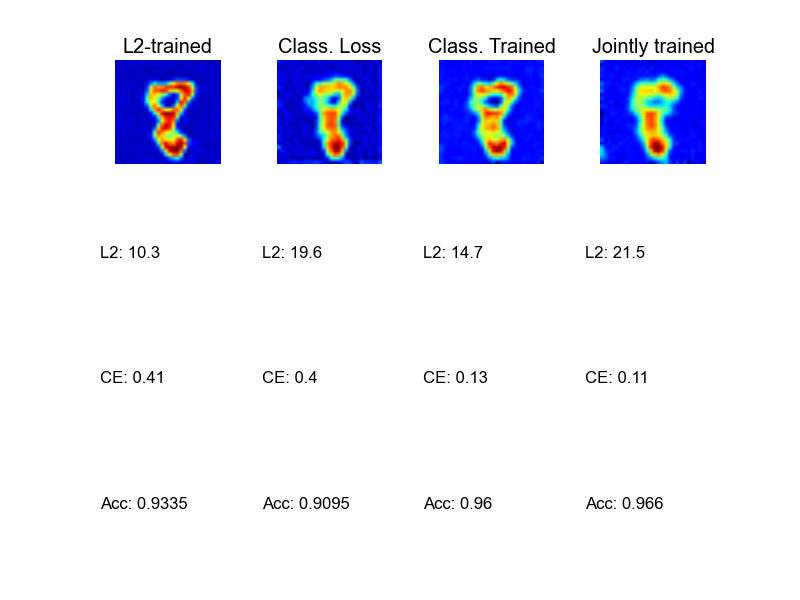 L2-trained Class. Loss Class. Trained Jointly trained
L2: 10.3 L2: 19.6 L2: 14.7 L2: 21.5
CE: 0.41 CE: 0.4 CE: 0.13 CE: 0.11
Acc: 0.9335 Acc: 0.9095 Acc: 0.96 Acc: 0.966